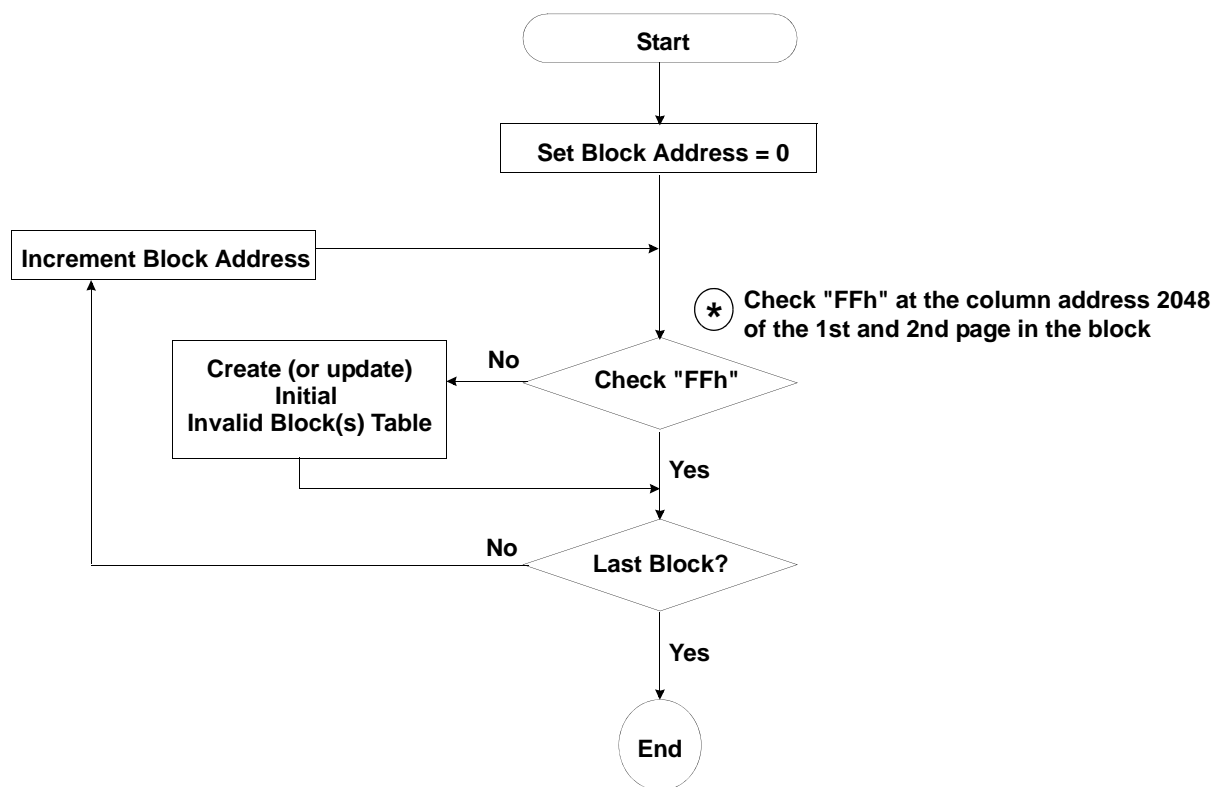 Start
Set Block Address = 0
Increment Block Address
* Check "FFh" at the column address 2048
of the 1st and 2nd page in the block
No
Create (or update)
Initial
Invalid Block(s) Table
Check "FFh"
Yes
No
Last Block?
Yes
End